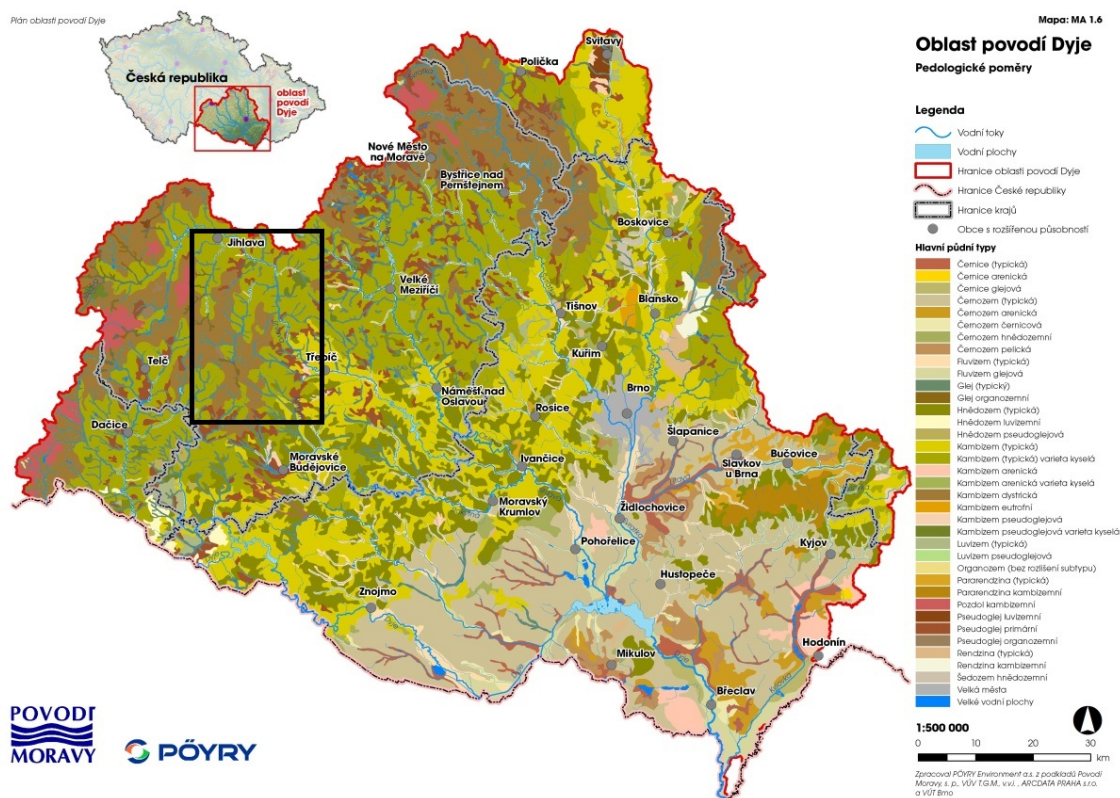 Plán oblasti povodí Dyje
Česká republika
oblast
povodí
Dyje
Mapa: MA 1.6
Oblast povodí Dyje
Pedologické poměry
Legenda
Vodní toky
Vodní plochy
Hranice oblasti povodí Dyje
Hranice České republiky
Hranice krajů
Obce s rozšířenou působností
Hlavní půdní typy
Černice (typická)
Černice arenická
Černice glejová
Černozem (typická)
Černozem arenická
Černozem černicová
Černozem hnědozemní
Černozem pelická
Fluvizem (typická)
Fluvizem glejová
Glej (typický)
Glej organozemní
Hnědozem (typická)
Hnědozem luvizemní
Hnědozem pseudoglejová
Kambizem (typická)
Kambizem (typická) varieta kyselá
Kambizem arenická
Kambizem arenická varieta kyselá
Kambizem dystrická
Kambizem eutrofní
Kambizem pseudoglejová
Kambizem pseudoglejová varieta kyselá
Luvizem (typická)
Luvizem pseudoglejová
Organozem (bez rozlišení subtypu)
Pararendzina (typická)
Pararendzina kambizemní
Pozdol kambizemní
Pseudoglej luvizemní
Pseudoglej primární
Pseudoglej organozemní
Rendzina (typická)
Rendzina kambizemní
Šedozem hnědozemní
Velká města
Velké vodní plochy
1:500 000
0 10 20 30
km
Zpracoval PÖYRY Environment a.s. z podkladů Povodí
Moravy, s. p., VÚV T.G.M., v.v.i. , ARCDATA PRAHA s.r.o.
a VÚT Brno
Svitavy
Polička
Nové Město
na Moravě
Bystřice nad
Pernštejnem
Boskovice
Jihlava
Velké
Meziříčí
Tišnov
Blansko
Kuřim
Telč
Třebíč
Náměšť nad
Oslavou
Rosice
Brno
Dačice
Šlapanice
Moravské
Budějovice
Ivančice
Slavkov
u Brna
Bučovice
Moravský
Krumlov
Židlochovice
Pohořelice
Kyjov
Hustopeče
Znojmo
Mikulov
Hodonín
Břeclav
POVODÍ
MORAVY
PÖYRY